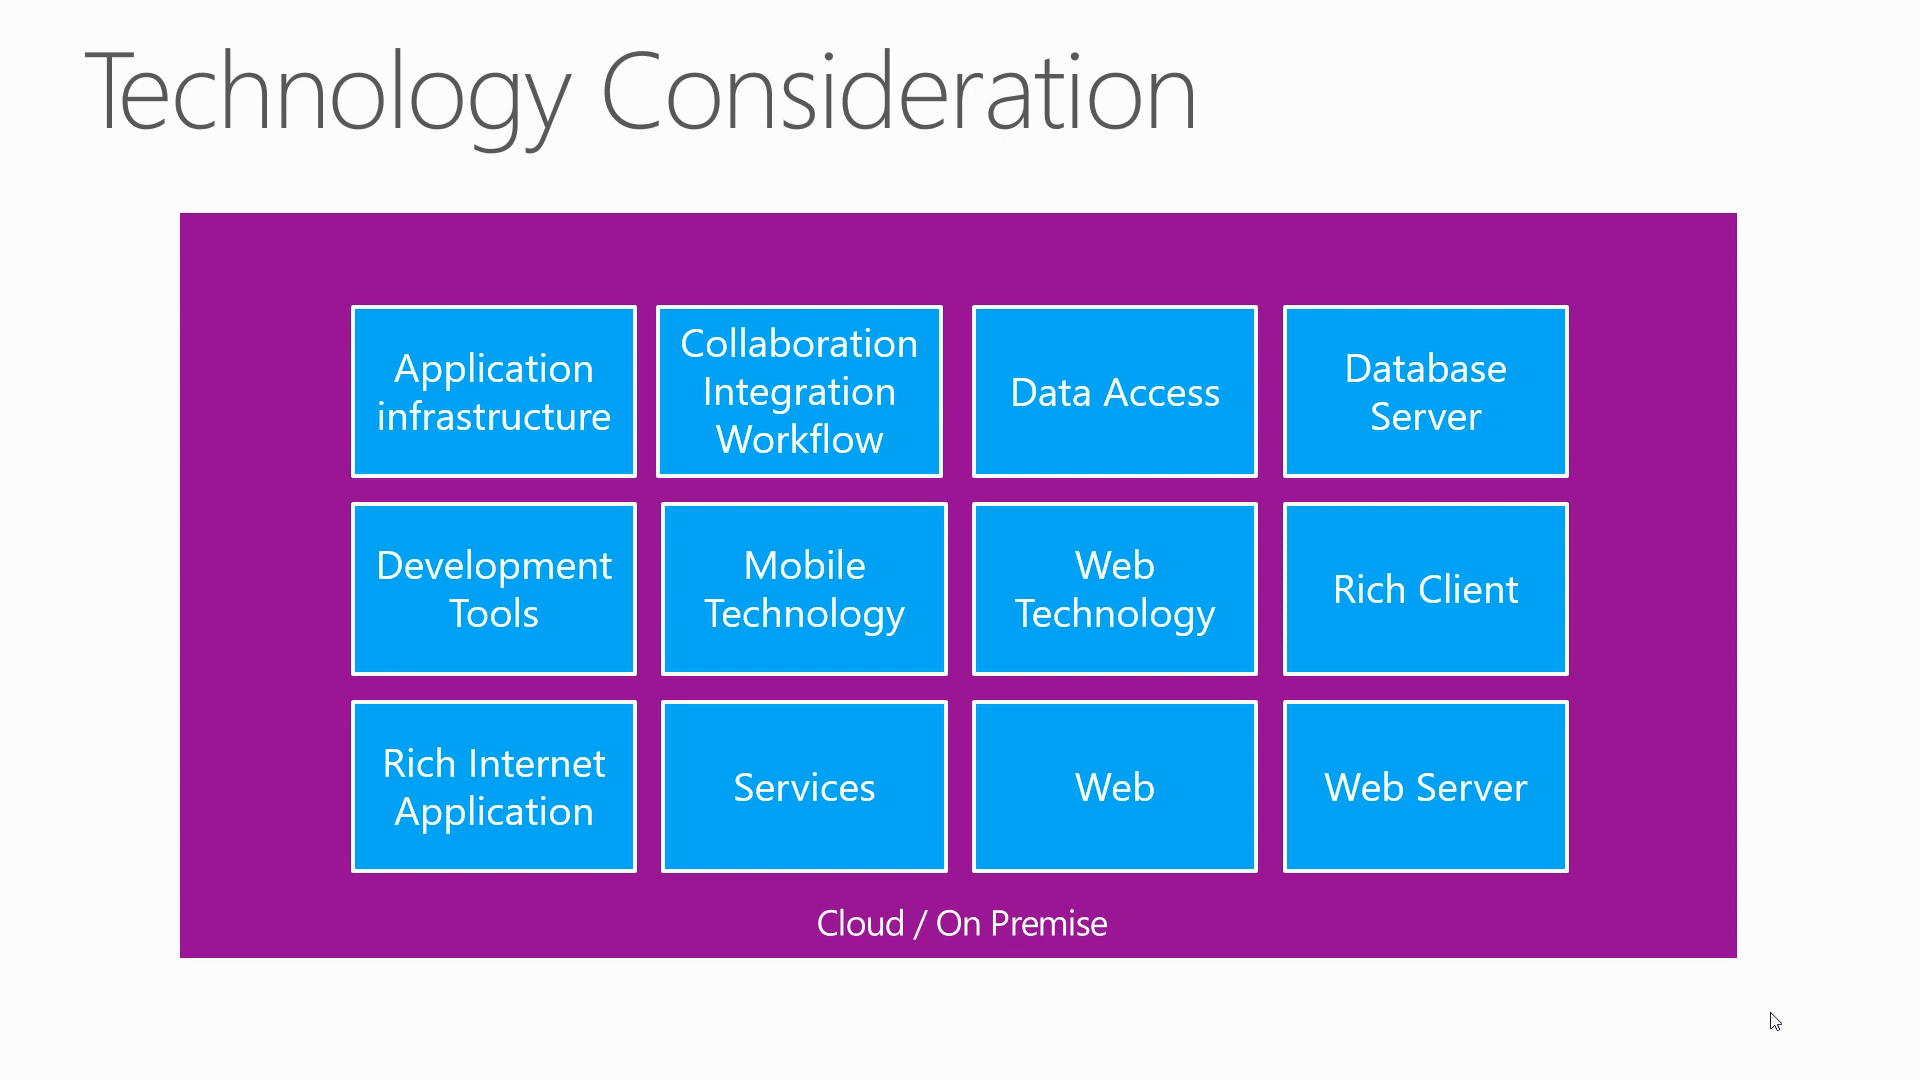 Technology Consideration
Application
infrastructure
Collaboration
Integration
Workflow
Data Access
Database
Server
Development
Tools
Mobile
Technology
Web
Technology
Rich Client
Rich Internet
Application
Services
Web
Web Server
Cloud / On Premise